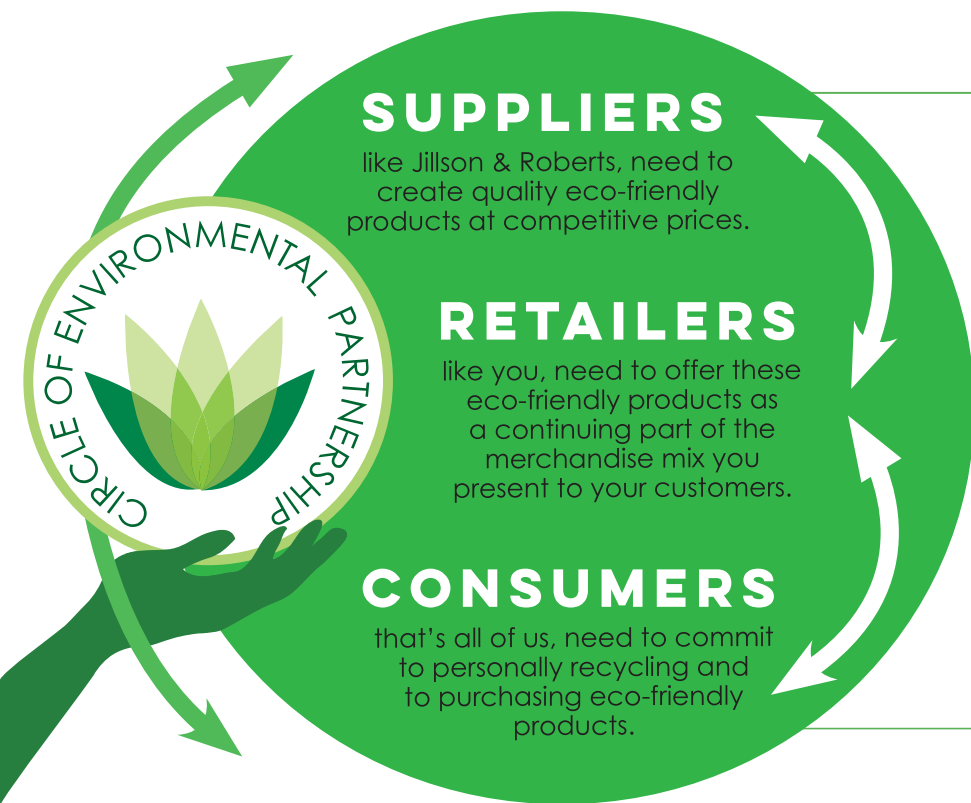 CIRCLE OF ENVIRONMENTAL PARTNERSHIP
SUPPLIERS
like Jillson & Roberts, need to
create quality eco-friendly
products at competitive prices.
RETAILERS
like you, need to offer these
eco-friendly products as
a continuing part of the
merchandise mix you
present to your customers.
CONSUMERS
that's all of us, need to commit
to personally recycling and
to purchasing eco-friendly
products.